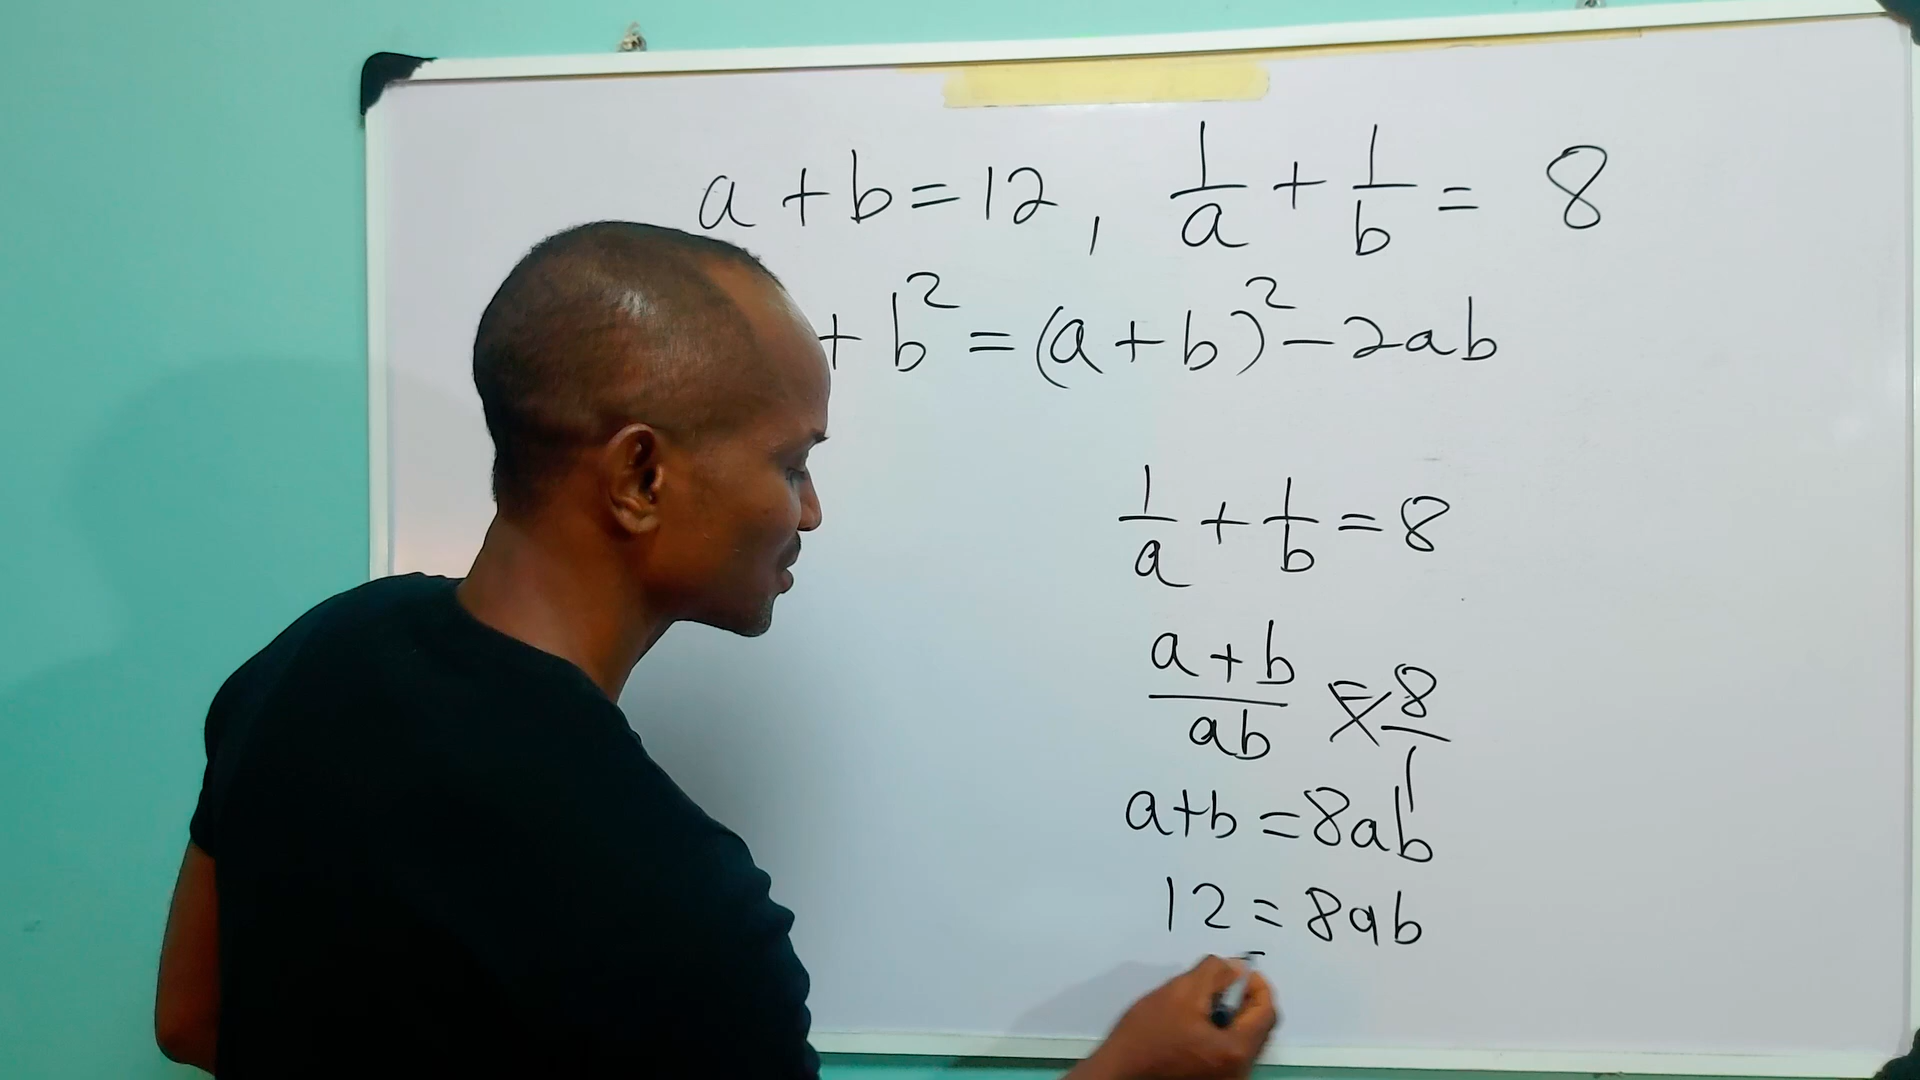 a + b = 12, 1/a + 1/b = 8
+ b² = (a + b)² - 2ab
1/a + 1/b = 8
(a + b)/ab = 8/1
a + b = 8ab
12 = 8ab